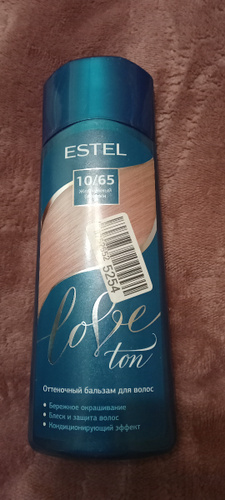 ESTEL
10/65
love
ton
Оттеночный бальзам для волос
• Бережное окрашивание
• Блеск и защита волос
• Кондиционирующий эффект
5254